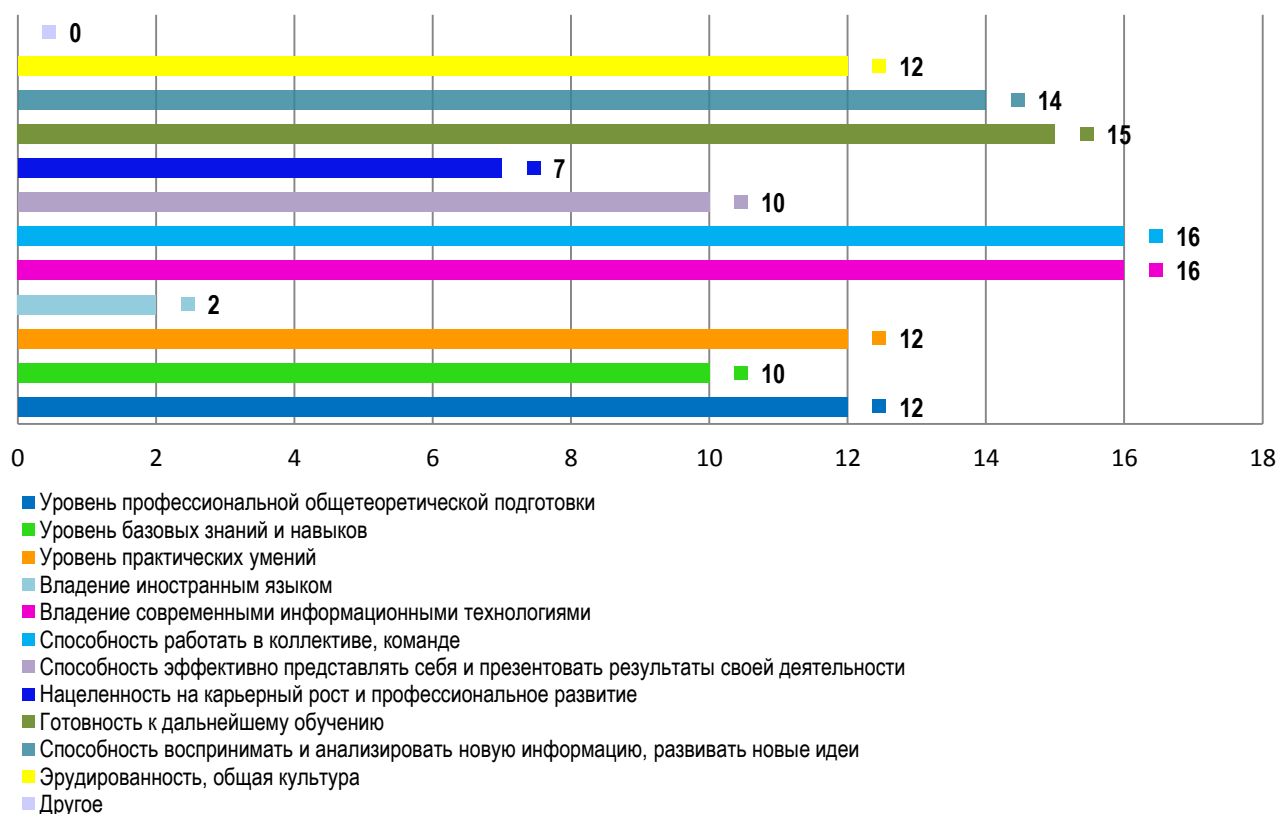 0
12
14
15
7
10
16
16
2
12
10
12
0 2 4 6 8 10 12 14 16 18
Уровень профессиональной общетеоретической подготовки
Уровень базовых знаний и навыков
Уровень практических умений
Владение иностранным языком
Владение современными информационными технологиями
Способность работать в коллективе, команде
Способность эффективно представлять себя и презентовать результаты своей деятельности
Нацеленность на карьерный рост и профессиональное развитие
Готовность к дальнейшему обучению
Способность воспринимать и анализировать новую информацию, развивать новые идеи
Эрудированность, общая культура
Другое